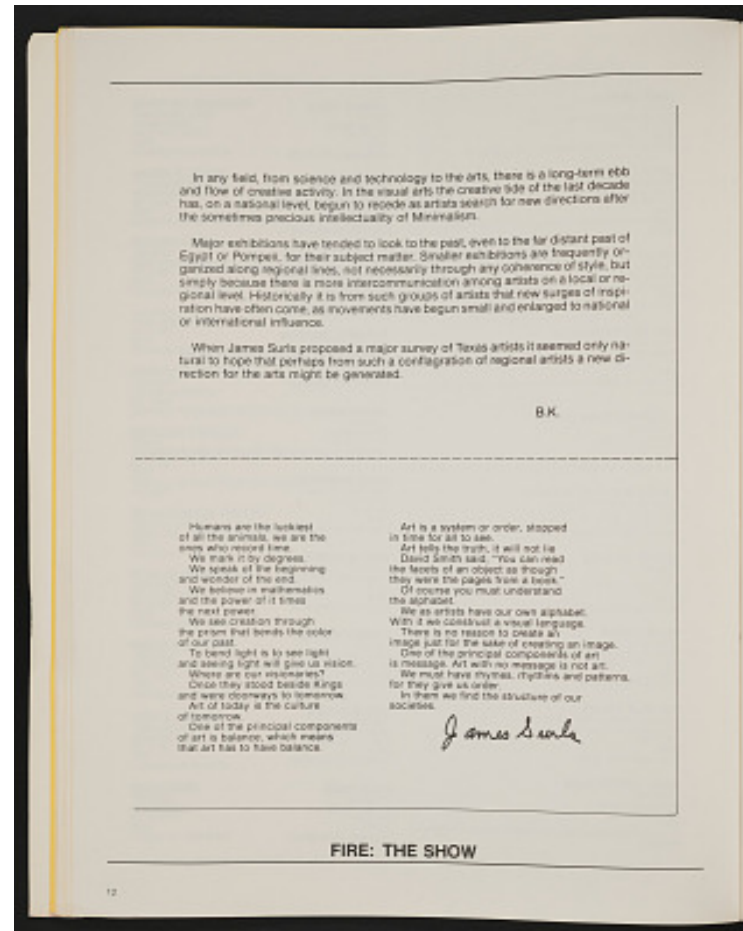 In any field, from science and technology to the arts, there is a long-term ebb
and flow of creative activity. In the visual arts the creative tide of the last decade
has, on a national level, begun to recede as artists search for new directions after
the sometimes precious intellectuality of Minimalism.
Major exhibitions have tended to look to the past, even to the far distant past of
Egypt or Pompeii, for their subject matter. Smaller exhibitions are frequently or-
ganized along regional lines, not necessarily through any coherence of style, but
simply because there is more intercommunication among artists on a local or re-
gional level. Historically it is from such groups of artists that new surges of inspi-
ration have often come, as movements have begun small and enlarged to national
or international influence.
When James Surls proposed a major survey of Texas artists it seemed only na-
tural to hope that perhaps from such a conflagration of regional artists a new di-
rection for the arts might be generated.
B.K.
Humans are the luckiest
of all the animals, we are the
ones who record time.
We mark it by degrees.
We speak of the beginning
and wonder of the end.
We believe in mathematics
and the power of it times
the next power.
We see creation through
the prism that bends the color
of our past.
To bend light is to see light
and seeing light will give us vision.
Where are our visionaries?
Once they stood beside Kings
and were doorways to tomorrow.
Art of today is the culture
of tomorrow.
One of the principal components
of art is balance, which means
that art has to have balance.
Art is a system or order, stopped
in time for all to see.
Art tells the truth, it will not lie
David Smith said, "You can read
the facets of an object as though
they were the pages from a book."
Of course you must understand
the alphabet.
We as artists have our own alphabet.
With it we construct a visual language.
There is no reason to create an
image just for the sake of creating an image.
One of the principal components of art
is message. Art with no message is not art.
We must have rhymes, rhythms and patterns,
for they give us order.
In them we find the structure of our
societies.
James Surls
FIRE: THE SHOW
12